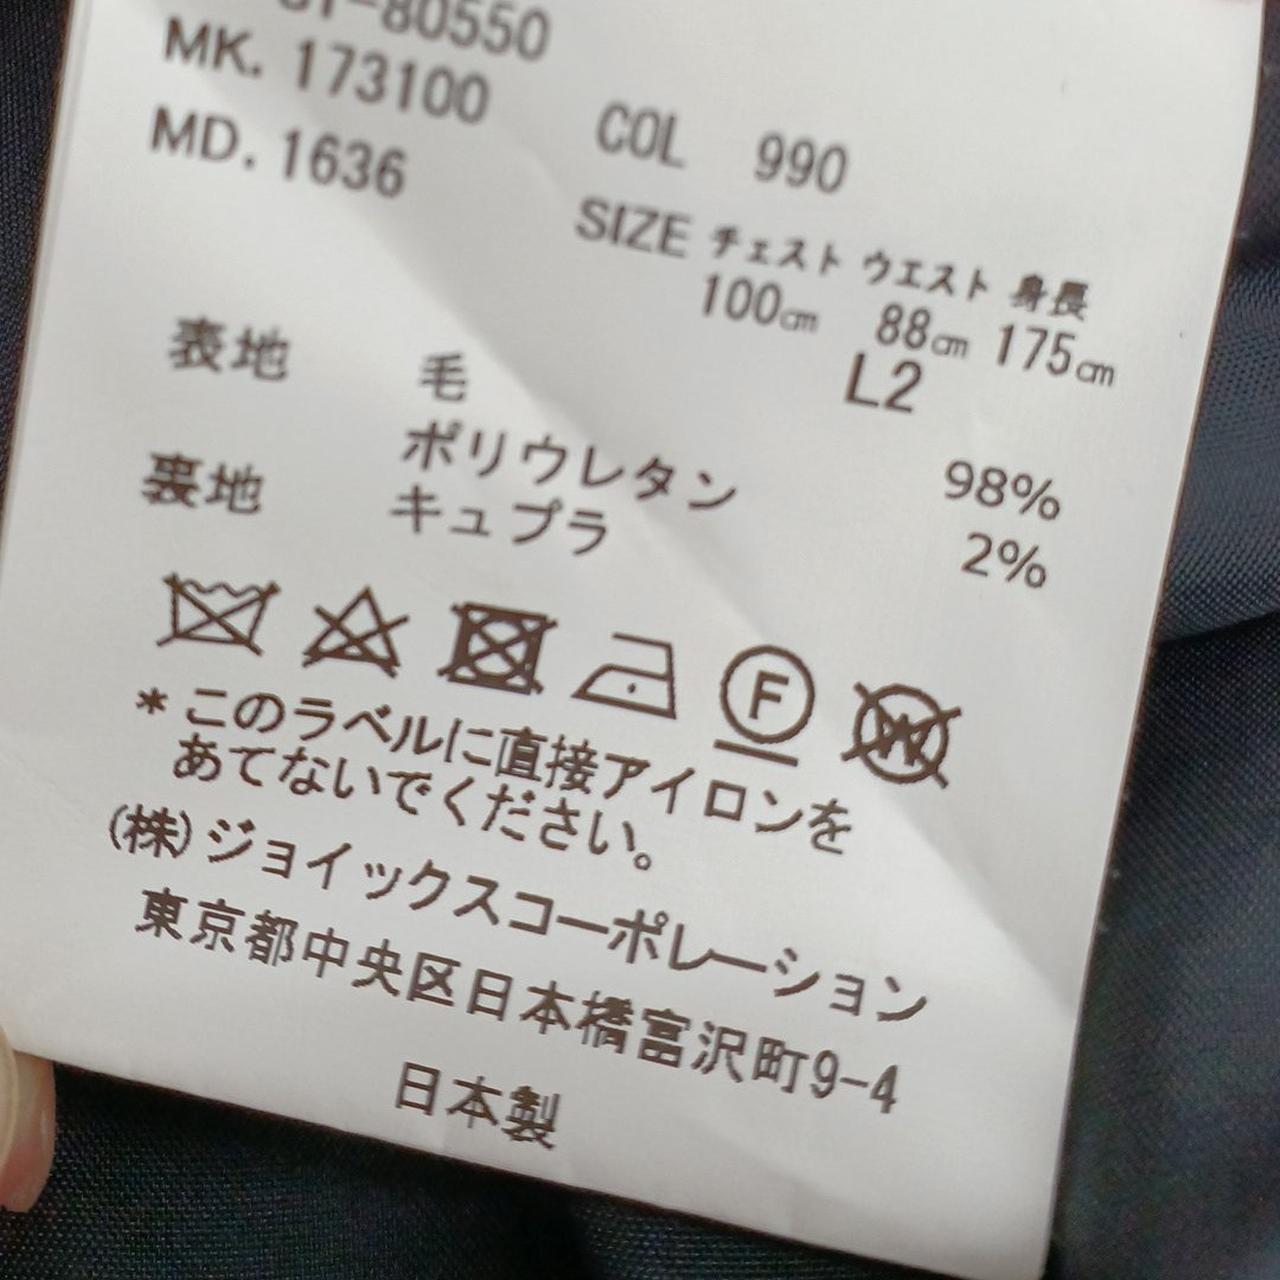 -80550
MK. 173100
MD. 1636
COL 990
SIZE チェスト ウエスト 身長
100cm 88cm 175cm
L2
表地 毛 98%
ポリウレタン 2%
裏地 キュプラ
F
W
*このラベルに直接アイロンを
あてないでください。
(株)ジョイックスコーポレーション
東京都中央区日本橋富沢町9-4
日本製